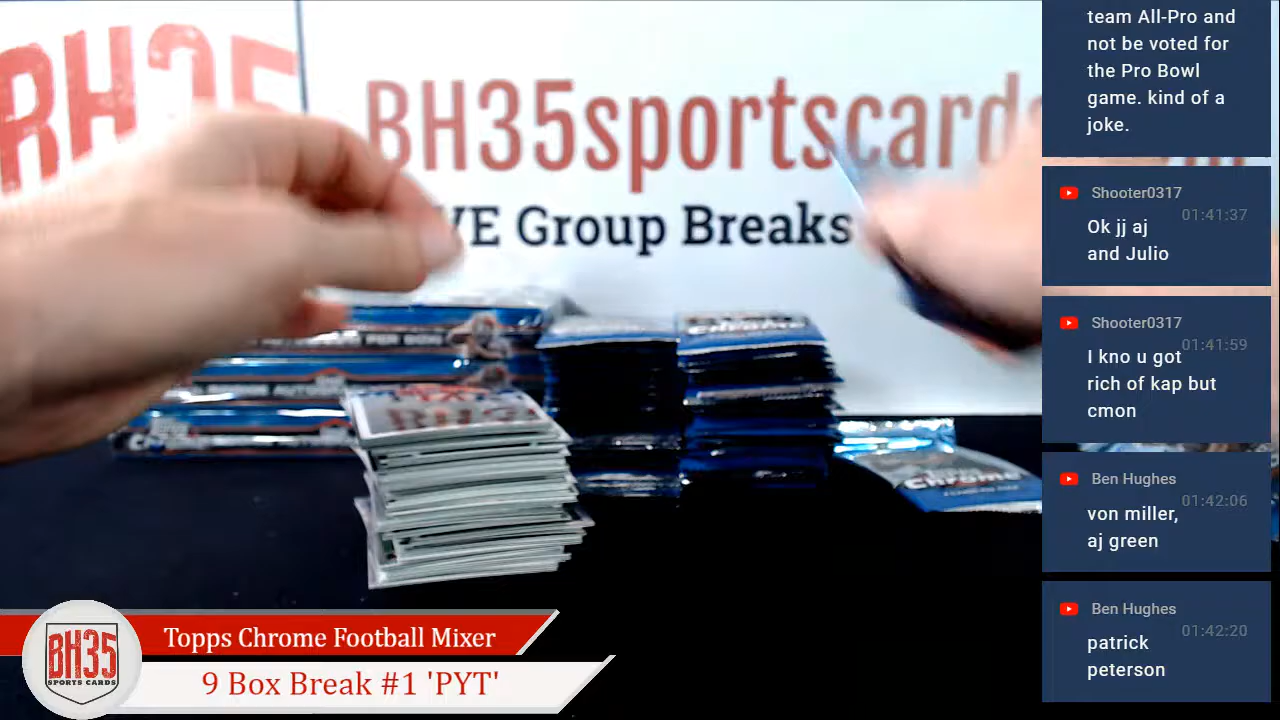 BH35
BH35sportscard
VE Group Breaks
CHROME
team All-Pro and
not be voted for
the Pro Bowl
game. kind of a
joke.
Shooter0317
01:41:37
Ok jj aj
and Julio
Shooter0317
01:41:59
I kno u got
rich of kap but
cmon
Ben Hughes
01:42:06
von miller,
aj green
Ben Hughes
01:42:20
patrick
peterson
BH35
SPORTS CARDS
Topps Chrome Football Mixer
9 Box Break #1 'PYT'